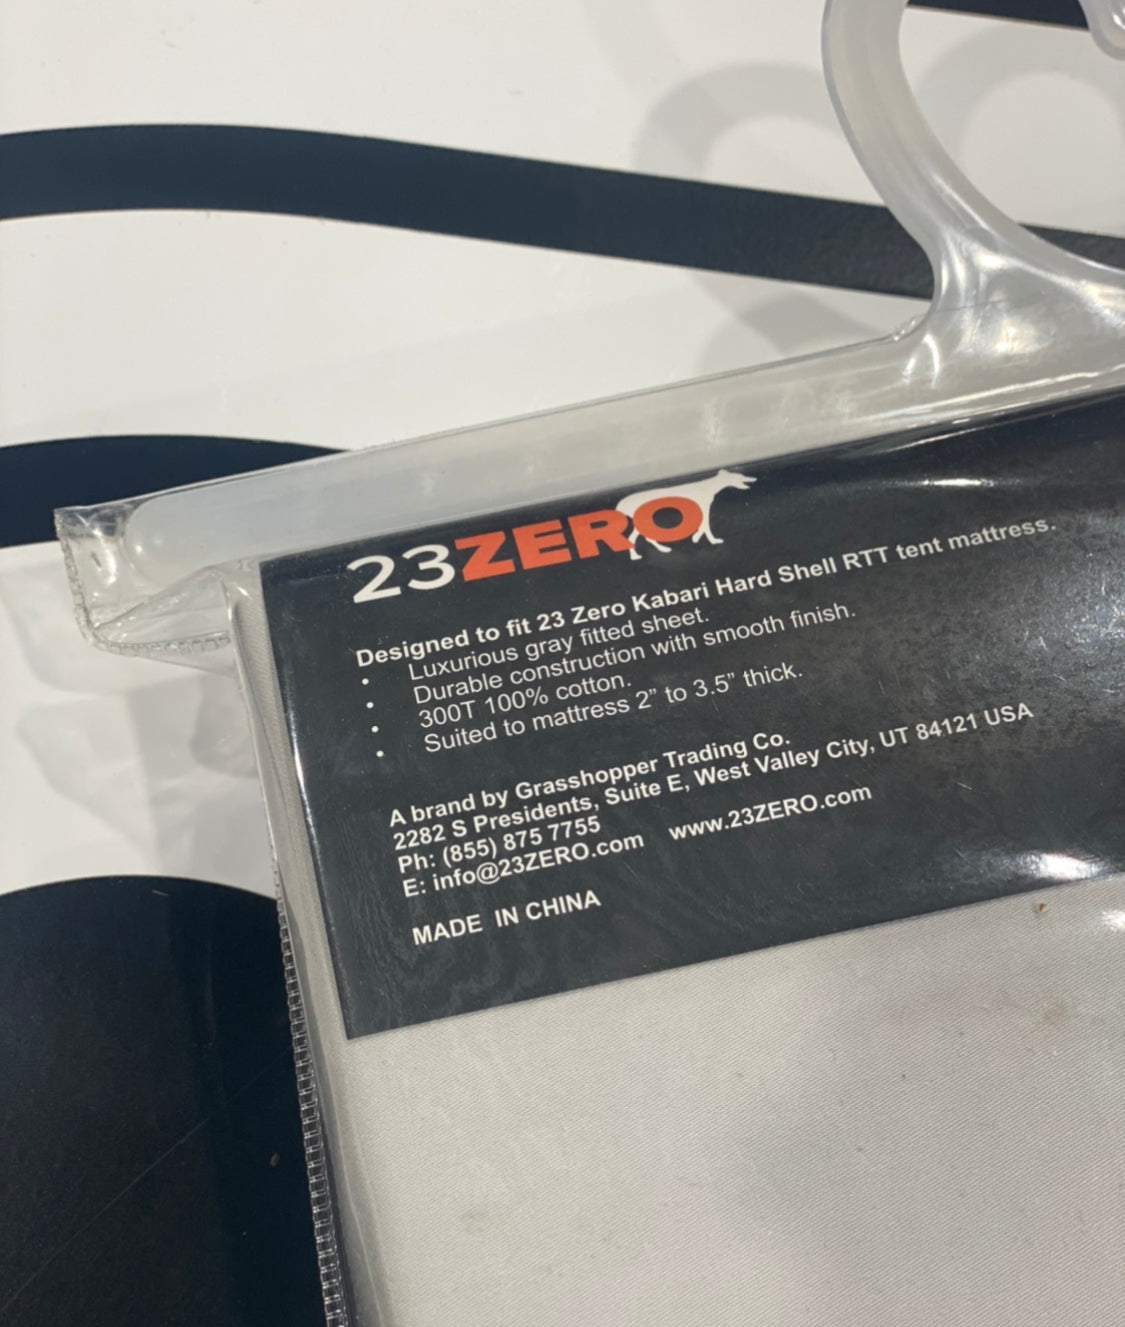 23ZERO
Designed to fit 23 Zero Kabari Hard Shell RTT tent mattress.
• Luxurious gray fitted sheet.
• Durable construction with smooth finish.
• 300T 100% cotton.
• Suited to mattress 2” to 3.5” thick.
A brand by Grasshopper Trading Co.
2282 S Presidents, Suite E, West Valley City, UT 84121 USA
Ph: (855) 875 7755
E: info@23ZERO.com www.23ZERO.com
MADE IN CHINA